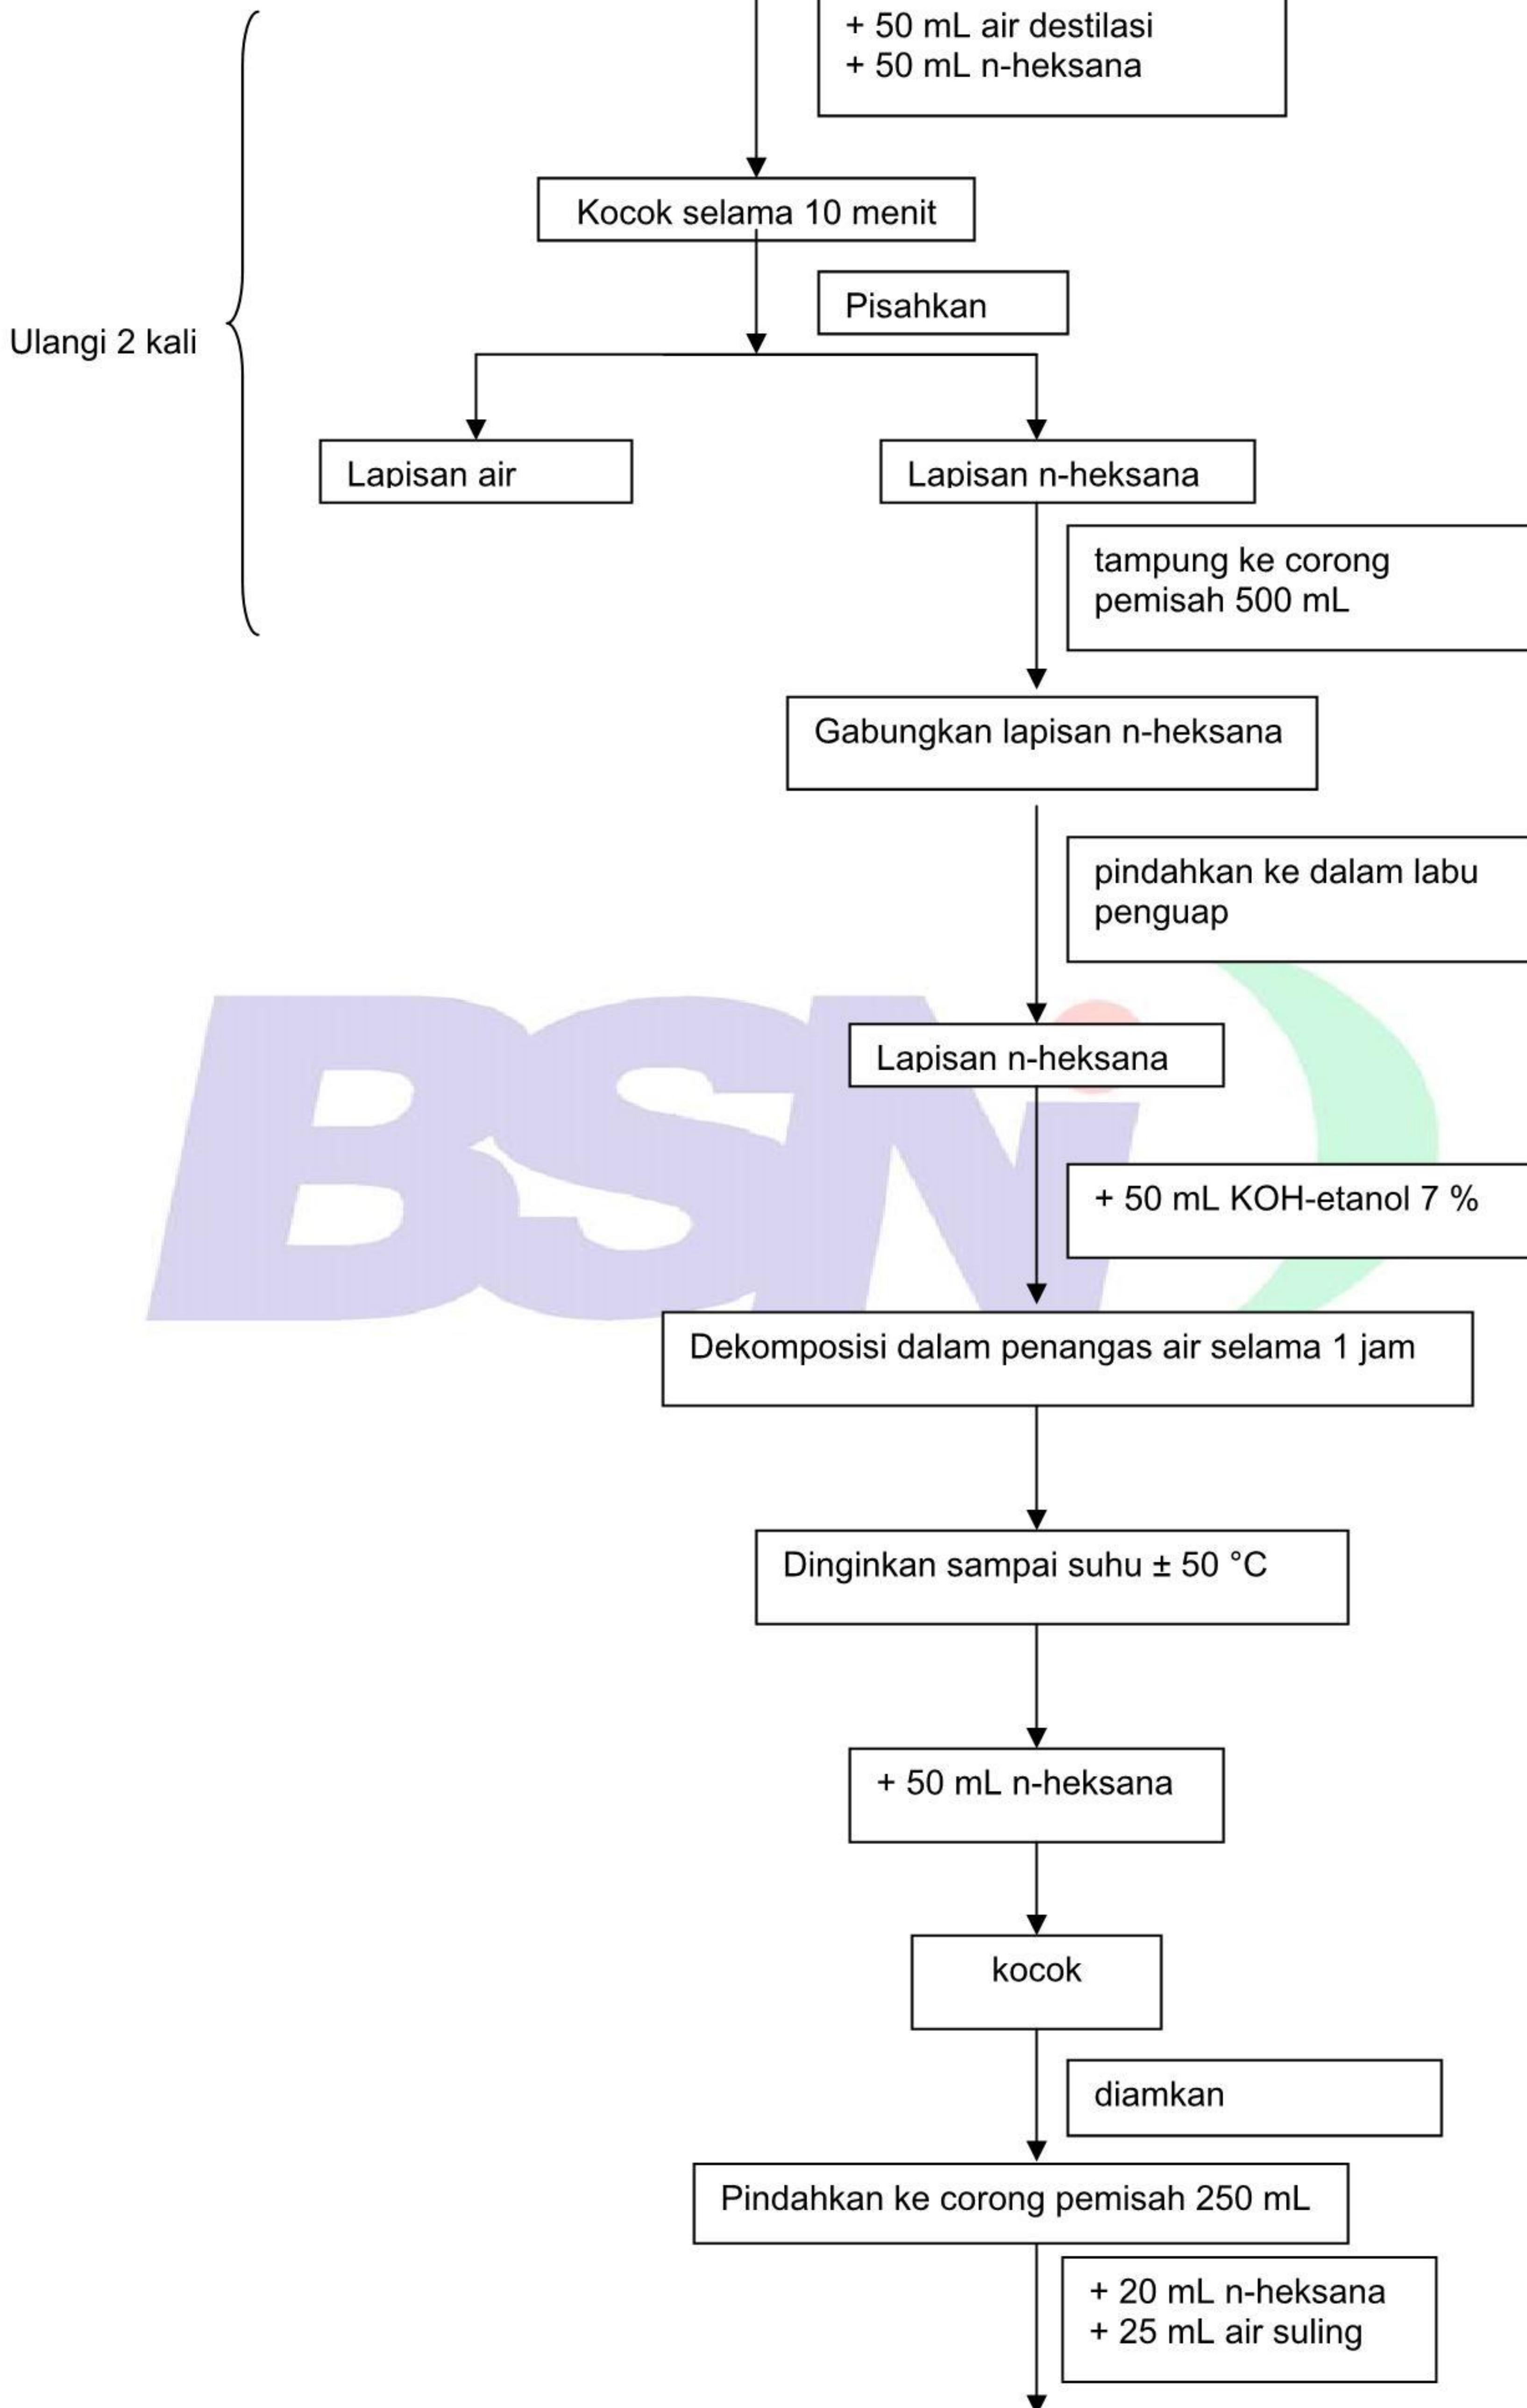 + 50 mL air destilasi
+ 50 mL n-heksana
Kocok selama 10 menit
Pisahkan
Ulangi 2 kali
Lapisan air
Lapisan n-heksana
tampung ke corong
pemisah 500 mL
Gabungkan lapisan n-heksana
pindahkan ke dalam labu
penguap
BSN
Lapisan n-heksana
+ 50 mL KOH-etanol 7 %
Dekomposisi dalam penangas air selama 1 jam
Dinginkan sampai suhu ± 50 °C
+ 50 mL n-heksana
kocok
diamkan
Pindahkan ke corong pemisah 250 mL
+ 20 mL n-heksana
+ 25 mL air suling